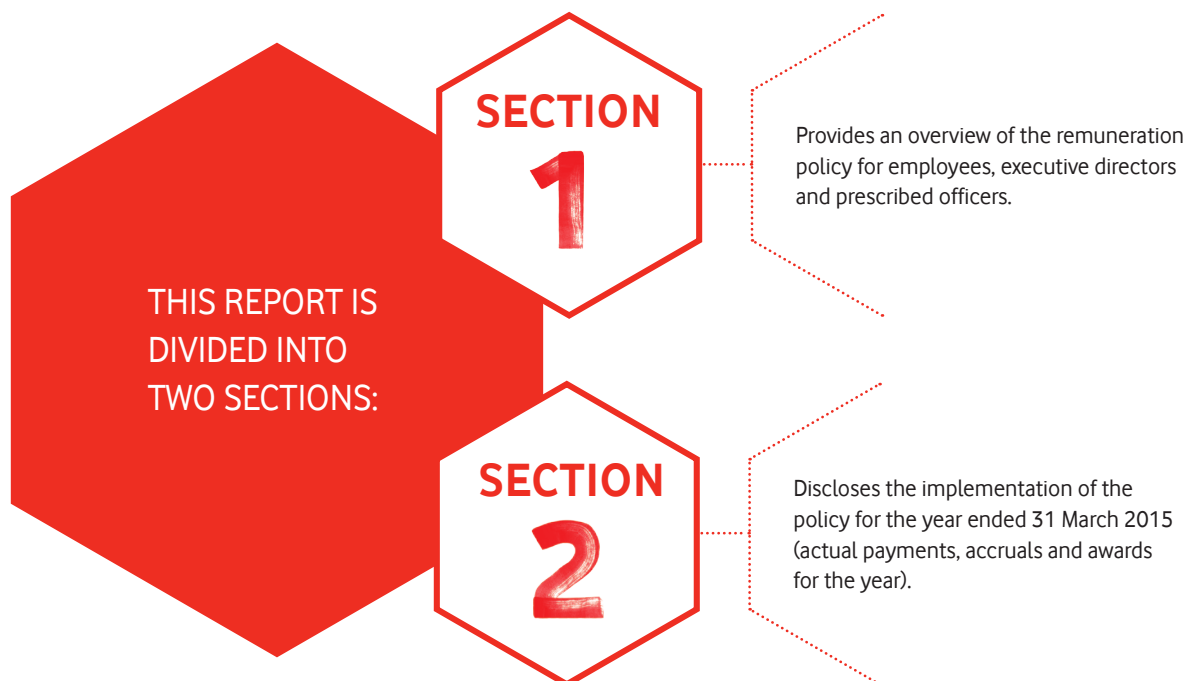 THIS REPORT IS
DIVIDED INTO
TWO SECTIONS:
SECTION
1
Provides an overview of the remuneration
policy for employees, executive directors
and prescribed officers.
SECTION
2
Discloses the implementation of the
policy for the year ended 31 March 2015
(actual payments, accruals and awards
for the year).